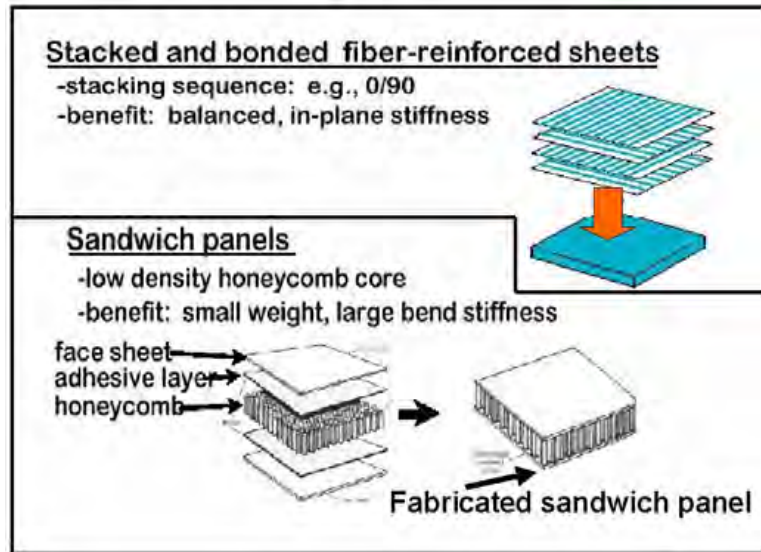 Stacked and bonded fiber-reinforced sheets
-stacking sequence: e.g., 0/90
-benefit: balanced, in-plane stiffness
Sandwich panels
-low density honeycomb core
-benefit: small weight, large bend stiffness
face sheet
adhesive layer
honeycomb
Fabricated sandwich panel